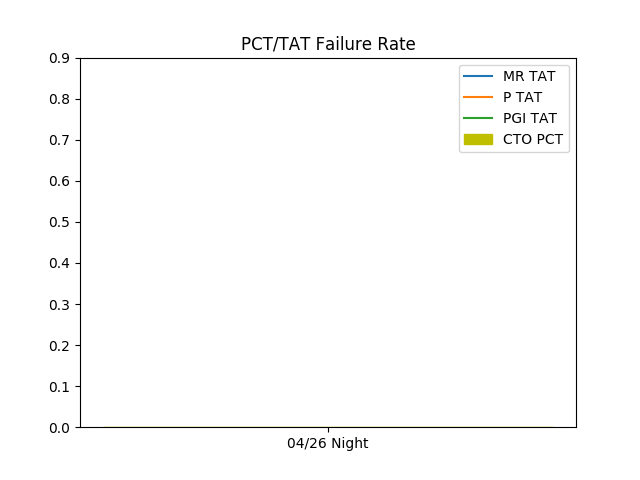 PCT/TAT Failure Rate
0.9
0.8
0.7
0.6
0.5
0.4
0.3
0.2
0.1
0.0
MR TAT
P TAT
PGI TAT
CTO PCT
04/26 Night